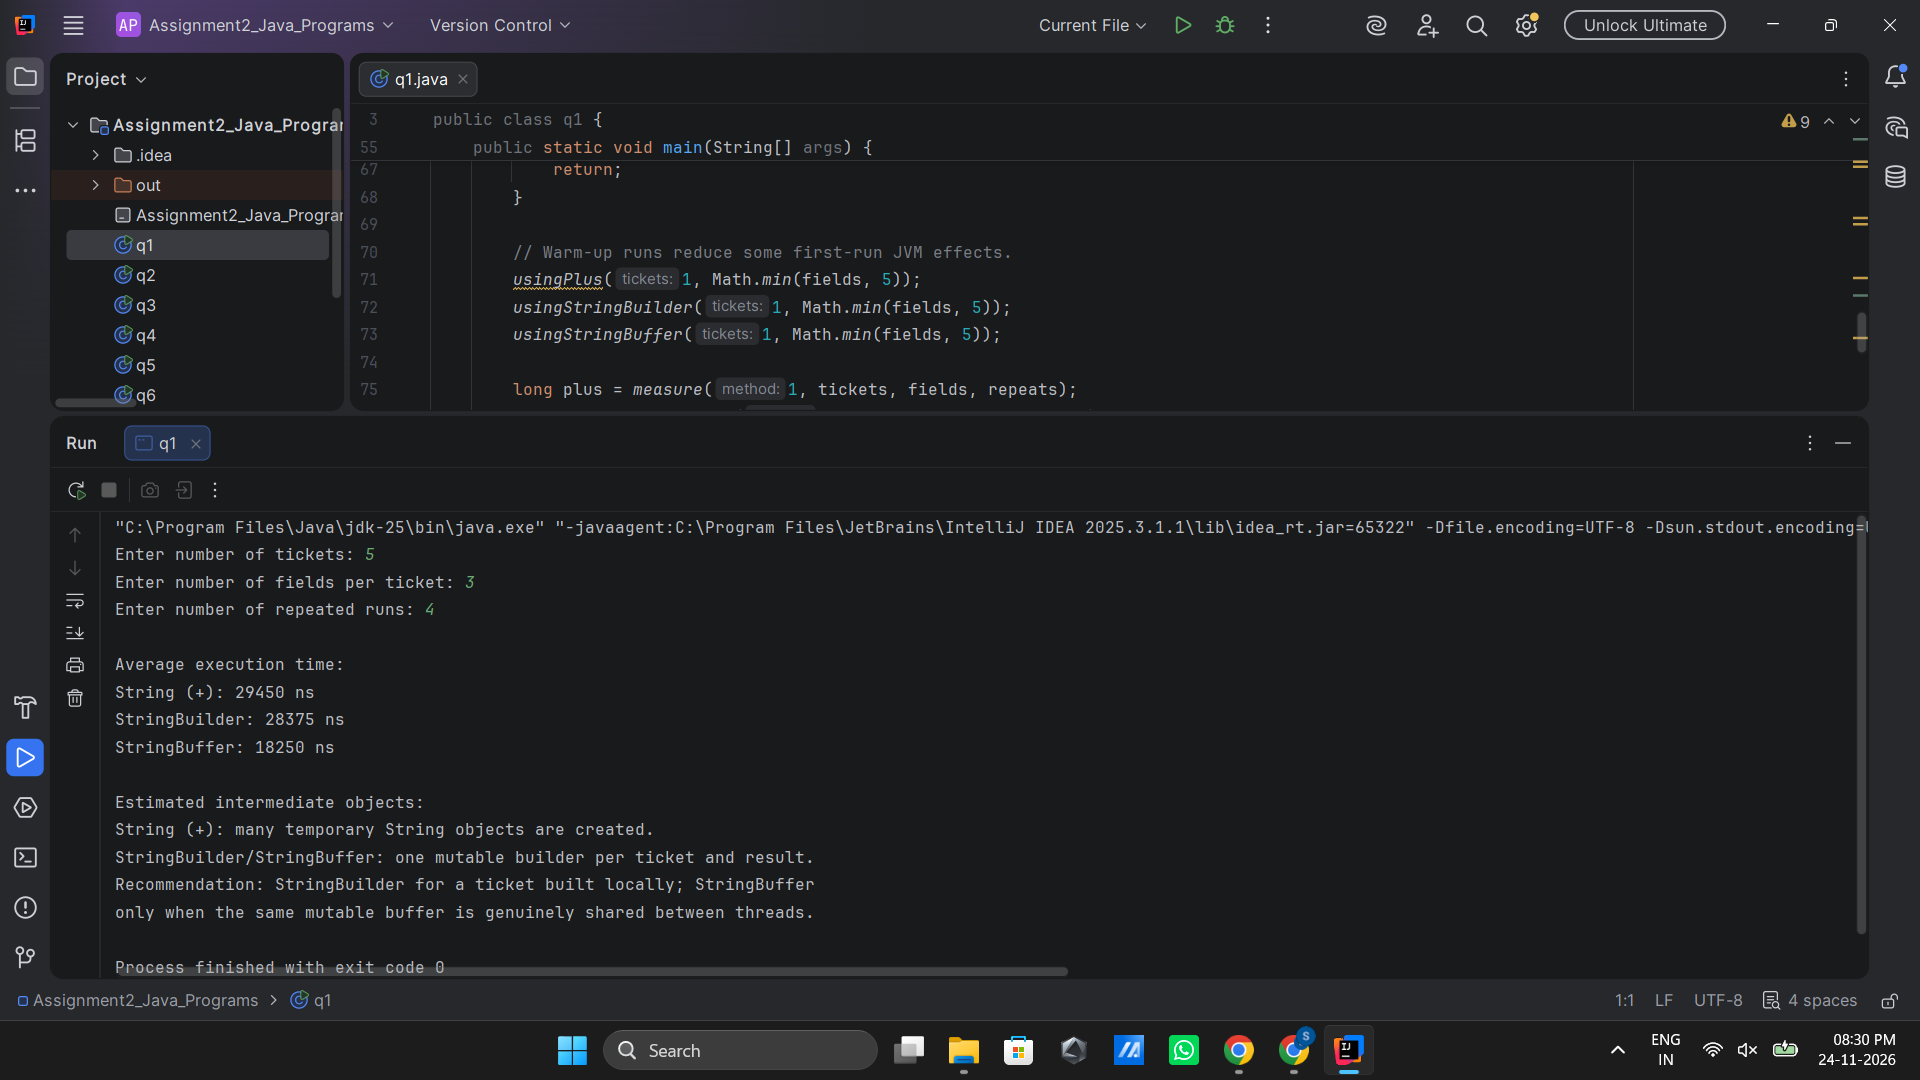 AP Assignment2_Java_Programs
Version Control
Current File
Unlock Ultimate
Project
Assignment2_Java_Progra
.idea
out
Assignment2_Java_Progra
q1
q2
q3
q4
q5
q6
q1.java
9
3 public class q1 {
55 public static void main(String[] args) {
67 return;
68 }
69
70 // Warm-up runs reduce some first-run JVM effects.
71 usingPlus( tickets: 1, Math.min(fields, 5));
72 usingStringBuilder( tickets: 1, Math.min(fields, 5));
73 usingStringBuffer( tickets: 1, Math.min(fields, 5));
74
75 long plus = measure( method: 1, tickets, fields, repeats);
Run q1
"C:\Program Files\Java\jdk-25\bin\java.exe" "-javaagent:C:\Program Files\JetBrains\IntelliJ IDEA 2025.3.1.1\lib\idea_rt.jar=65322" -Dfile.encoding=UTF-8 -Dsun.stdout.encoding=
Enter number of tickets: 5
Enter number of fields per ticket: 3
Enter number of repeated runs: 4
Average execution time:
String (+): 29450 ns
StringBuilder: 28375 ns
StringBuffer: 18250 ns
Estimated intermediate objects:
String (+): many temporary String objects are created.
StringBuilder/StringBuffer: one mutable builder per ticket and result.
Recommendation: StringBuilder for a ticket built locally; StringBuffer
only when the same mutable buffer is genuinely shared between threads.
Process finished with exit code 0
Assignment2_Java_Programs > q1
1:1 LF UTF-8 4 spaces
Search
S
ENG
IN
08:30 PM
24-11-2026